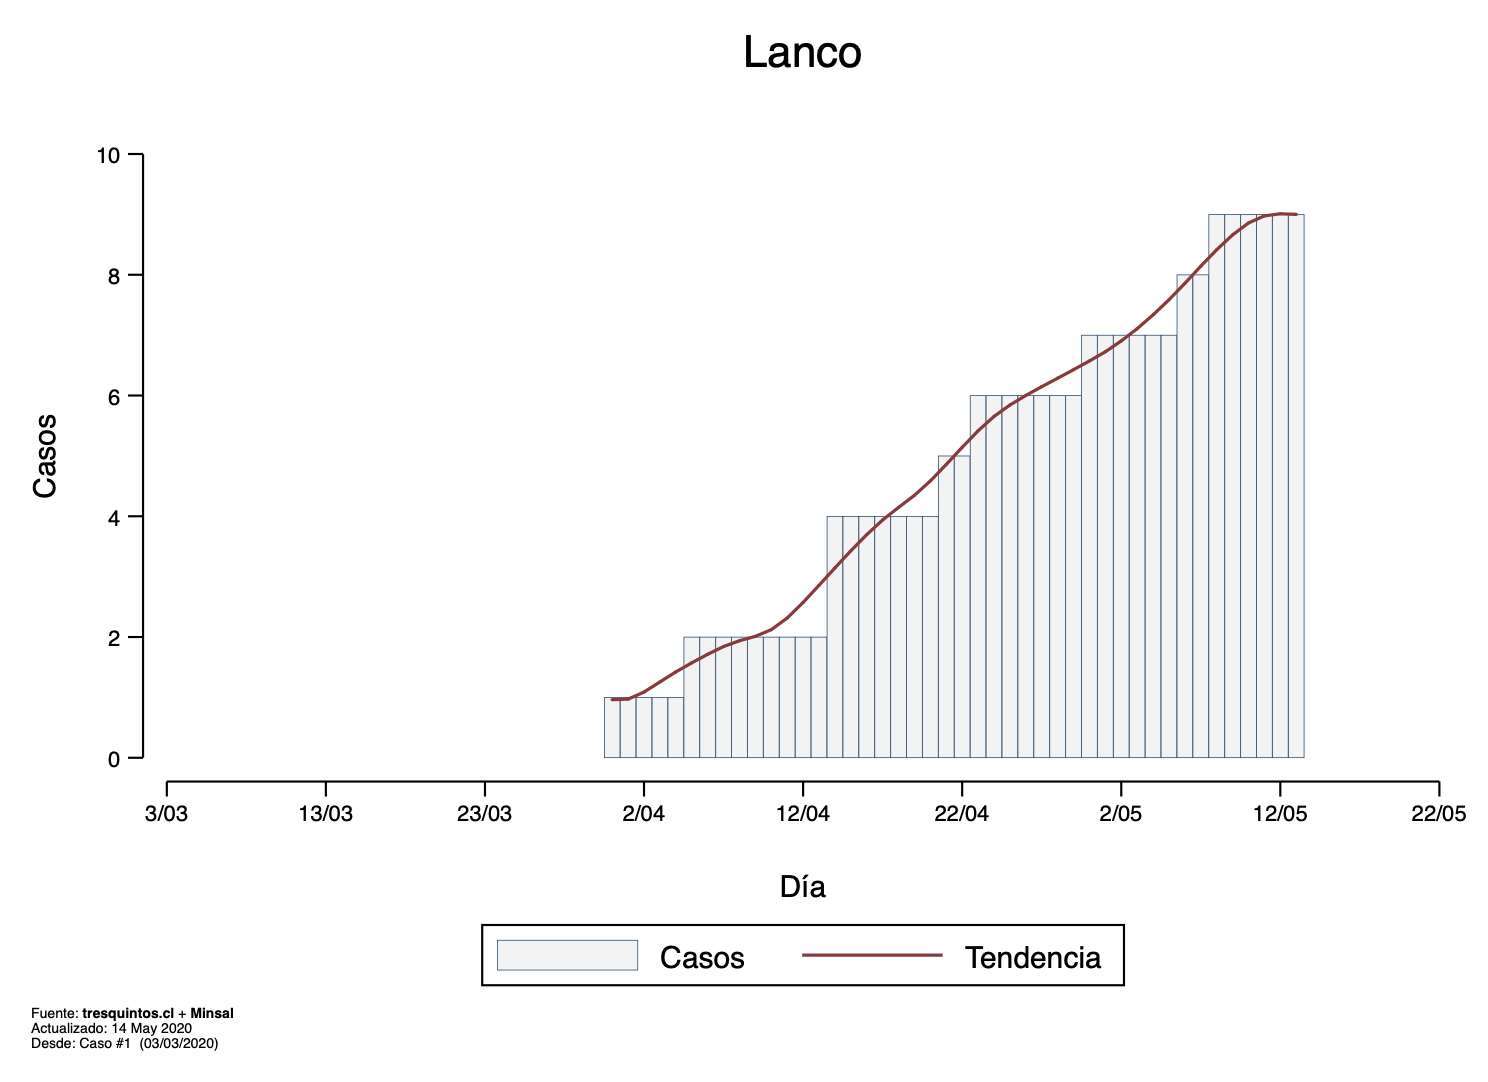 Lanco
10
8
6
4
2
0
Casos
3/03 13/03 23/03 2/04 12/04 22/04 2/05 12/05 22/05
Día
Casos Tendencia
Fuente: tresquintos.cl + Minsal
Actualizado: 14 May 2020
Desde: Caso #1 (03/03/2020)